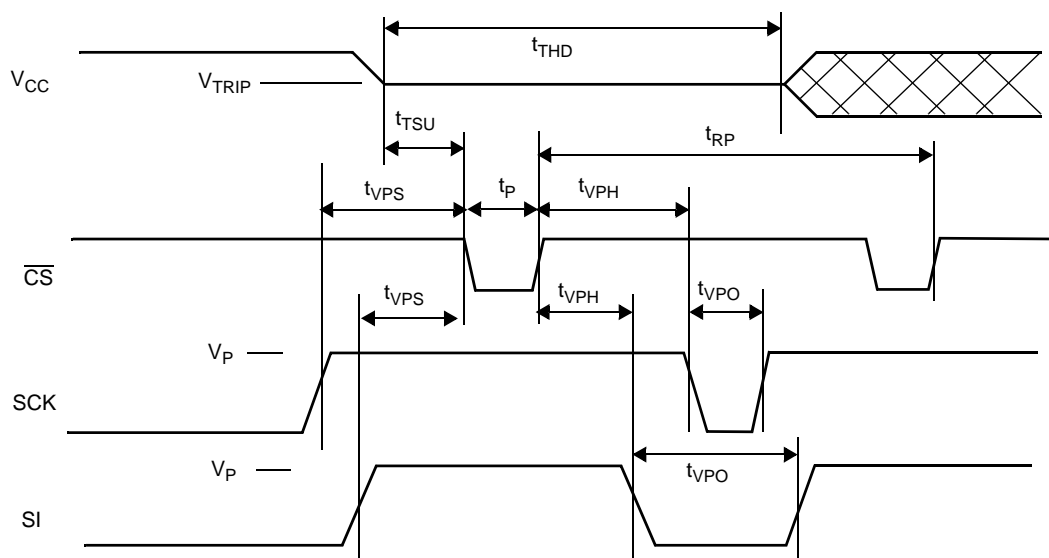 t_THD
V_CC
V_TRIP
t_TSU
t_RP
t_VPS
t_P
t_VPH
CS
t_VPS
t_VPH
t_VPO
V_P
SCK
V_P
t_VPO
SI